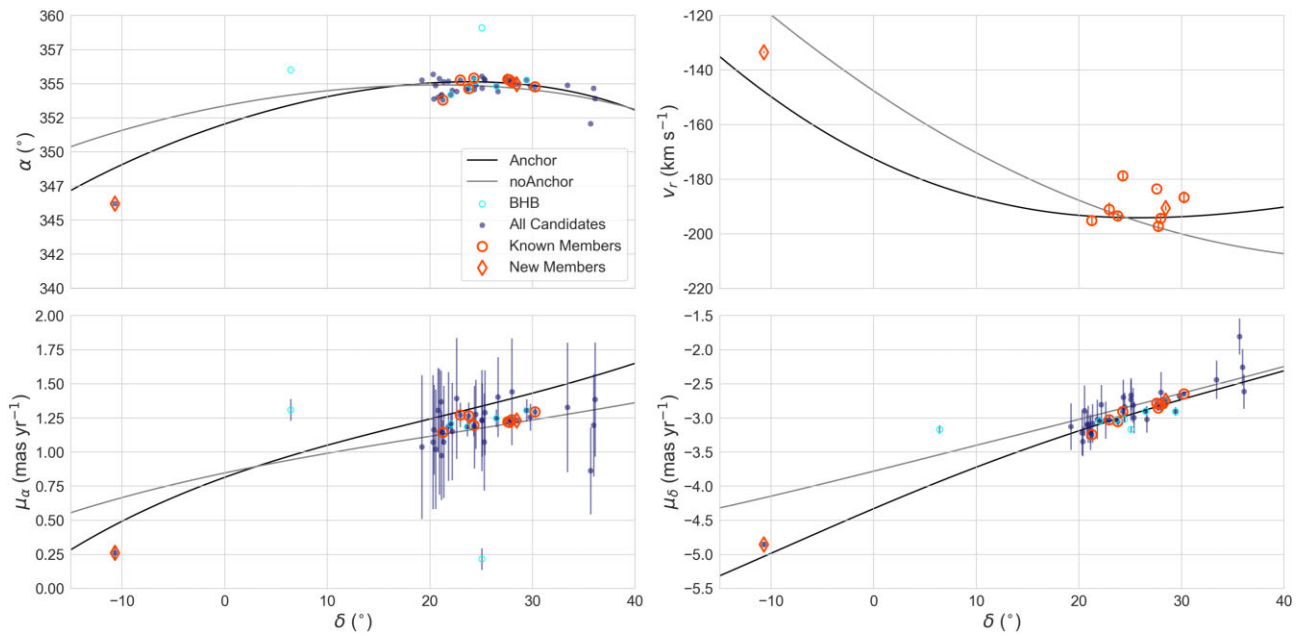 360
357
355
352
350
347
345
342
340
α (°)
Anchor
noAnchor
BHB
All Candidates
Known Members
New Members
-120
-140
-160
-180
-200
-220
v_r (km s⁻¹)
2.00
1.75
1.50
1.25
1.00
0.75
0.50
0.25
0.00
μ_α (mas yr⁻¹)
−10 0 10 20 30 40
δ (°)
−1.5
−2.0
−2.5
−3.0
−3.5
−4.0
−4.5
−5.0
−5.5
μ_δ (mas yr⁻¹)
−10 0 10 20 30 40
δ (°)